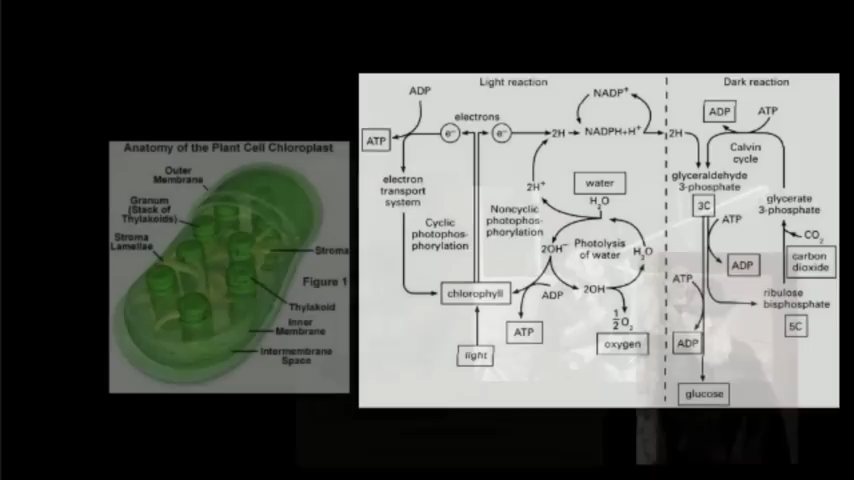 Anatomy of the Plant Cell Chloroplast
Outer
Membrane
Granum
(Stack of
Thylakoids)
Stroma
Lamellae
Stroma
Figure 1
Thylakoid
Inner
Membrane
Intermembrane
Space
Light reaction
Dark reaction
ADP
NADP+
ADP
ATP
electrons
ATP
e-
e-
2H
NADPH+H+
2H
Calvin
cycle
electron
transport
system
2H+
water
H2O
glyceraldehyde
3-phosphate
3C
glycerate
3-phosphate
ATP
Cyclic
photophos-
phorylation
Noncyclic
photophos-
phorylation
2OH-
Photolysis
of water
H2O
CO2
carbon
dioxide
ADP
chlorophyll
ADP
2OH
ATP
ribulose
bisphosphate
5C
ATP
1/2O2
oxygen
light
ADP
glucose